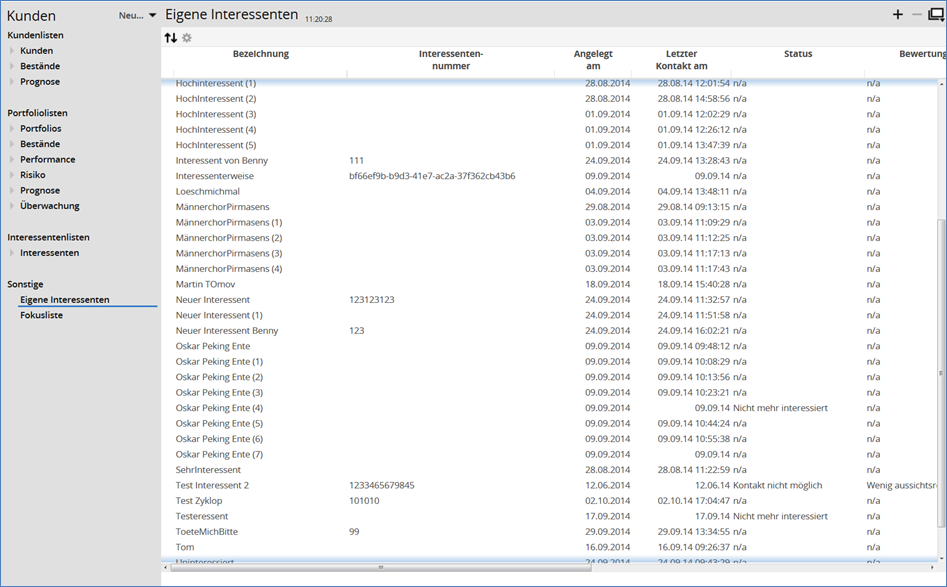 Kunden
Neu...
Eigene Interessenten 11:20:28
Kundenlisten
Kunden
Bestände
Prognose
Portfoliolisten
Portfolios
Bestände
Performance
Risiko
Prognose
Überwachung
Interessentenlisten
Interessenten
Sonstige
Eigene Interessenten
Fokusliste
Bezeichnung Interessenten-nummer Angelegt am Letzter Kontakt am Status Bewertung
Hochinteressent (1) 28.08.2014 28.08.14 12:01:54 n/a n/a
HochInteressent (2) 28.08.2014 28.08.14 14:58:56 n/a n/a
HochInteressent (3) 01.09.2014 01.09.14 12:02:29 n/a n/a
HochInteressent (4) 01.09.2014 01.09.14 12:26:12 n/a n/a
HochInteressent (5) 01.09.2014 01.09.14 13:47:39 n/a n/a
Interessent von Benny 111 24.09.2014 24.09.14 13:28:43 n/a n/a
Interessenterweise bf66ef9b-b9d3-41e7-ac2a-37f362cb43b6 09.09.2014 09.09.14 n/a n/a
Loeschmichmal 04.09.2014 04.09.14 13:48:11 n/a n/a
MännerchorPirmasens 29.08.2014 29.08.14 09:13:15 n/a n/a
MännerchorPirmasens (1) 03.09.2014 03.09.14 11:09:29 n/a n/a
MännerchorPirmasens (2) 03.09.2014 03.09.14 11:12:25 n/a n/a
MännerchorPirmasens (3) 03.09.2014 03.09.14 11:17:13 n/a n/a
MännerchorPirmasens (4) 03.09.2014 03.09.14 11:17:43 n/a n/a
Martin TOmov 18.09.2014 18.09.14 15:40:28 n/a n/a
Neuer Interessent 123123123 24.09.2014 24.09.14 11:32:57 n/a n/a
Neuer Interessent (1) 24.09.2014 24.09.14 11:51:58 n/a n/a
Neuer Interessent Benny 123 24.09.2014 24.09.14 16:02:21 n/a n/a
Oskar Peking Ente 09.09.2014 09.09.14 09:48:12 n/a n/a
Oskar Peking Ente (1) 09.09.2014 09.09.14 10:08:29 n/a n/a
Oskar Peking Ente (2) 09.09.2014 09.09.14 10:13:56 n/a n/a
Oskar Peking Ente (3) 09.09.2014 09.09.14 10:23:21 n/a n/a
Oskar Peking Ente (4) 09.09.2014 09.09.14 Nicht mehr interessiert n/a
Oskar Peking Ente (5) 09.09.2014 09.09.14 10:44:24 n/a n/a
Oskar Peking Ente (6) 09.09.2014 09.09.14 10:55:38 n/a n/a
Oskar Peking Ente (7) 09.09.2014 09.09.14 n/a n/a
SehrInteressent 28.08.2014 28.08.14 11:22:59 n/a n/a
Test Interessent 2 1233465679845 12.06.2014 12.06.14 Kontakt nicht möglich Wenig aussichtsr
Test Zyklop 101010 02.10.2014 02.10.14 17:04:47 n/a n/a
Testeressent 17.09.2014 17.09.14 Nicht mehr interessiert n/a
ToeteMichBitte 99 29.09.2014 29.09.14 13:34:55 n/a n/a
Tom 16.09.2014 16.09.14 09:26:37 n/a n/a
Uninteressiert 24.09.2014 24.09.14 09:43:29 n/a n/a